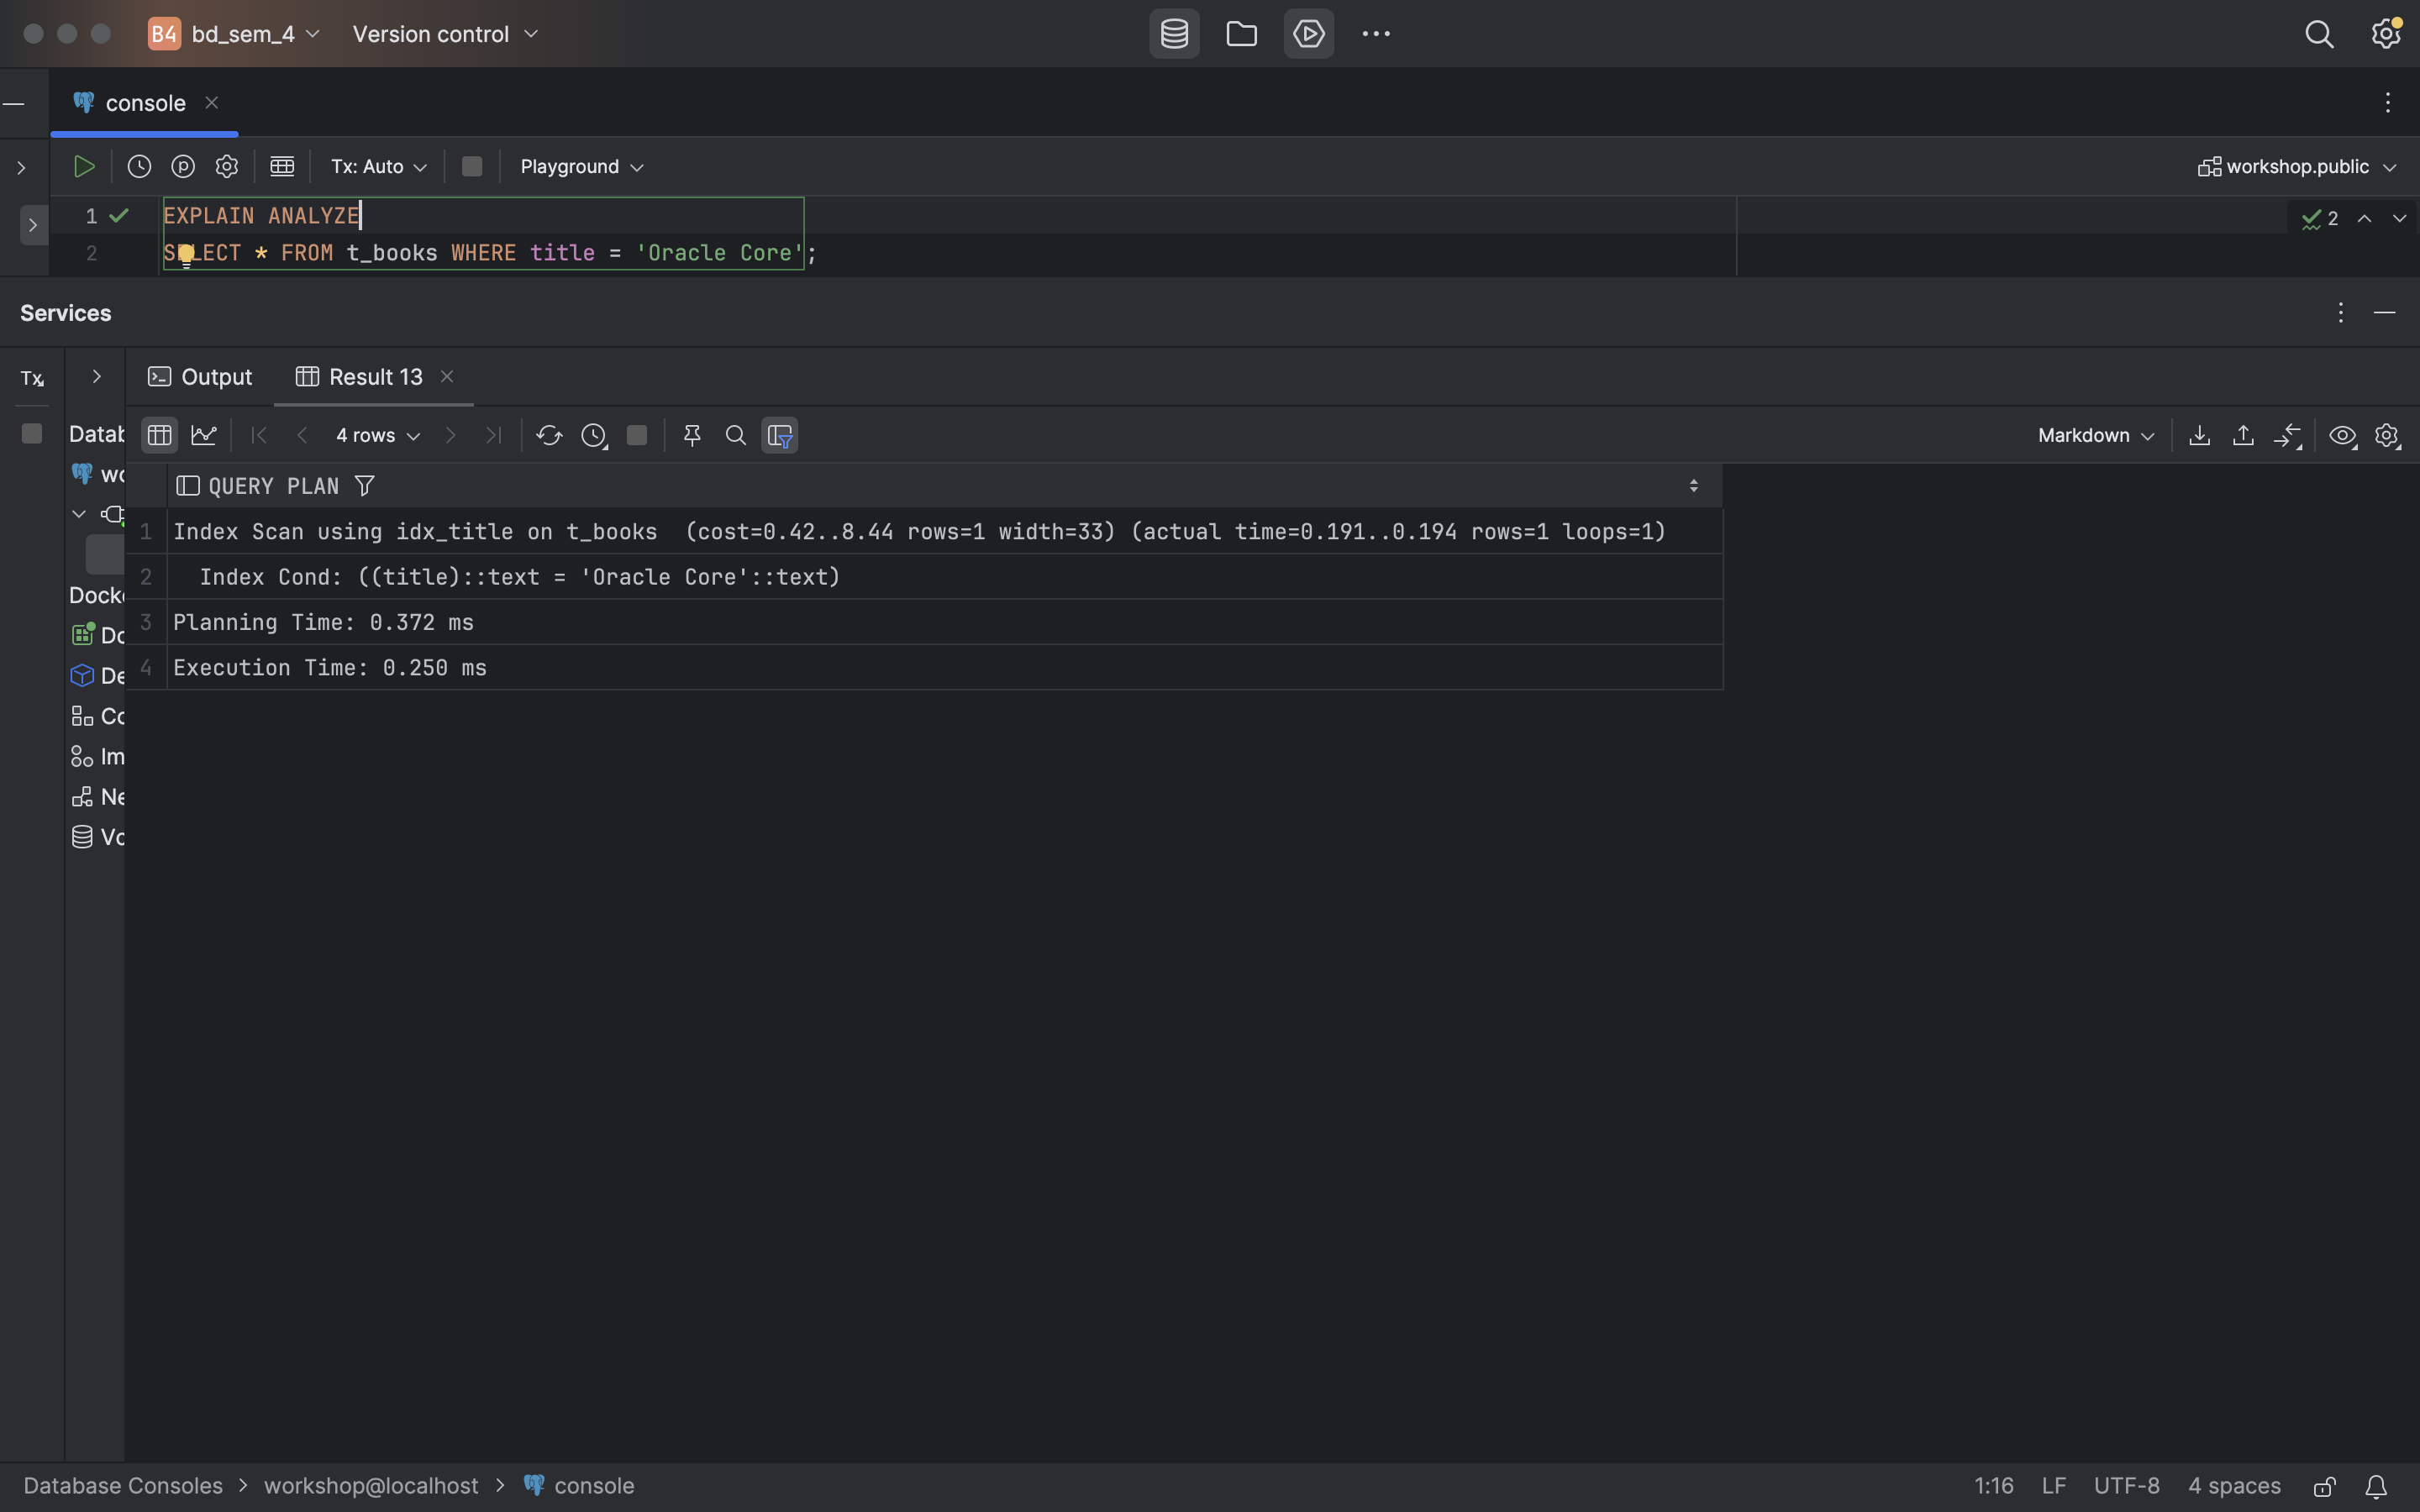 B4 bd_sem_4 Version control
console
Tx: Auto Playground workshop.public
1 EXPLAIN ANALYZE 2
2 SELECT * FROM t_books WHERE title = 'Oracle Core';
Services
Tx Output Result 13
Datab 4 rows Markdown
wo
QUERY PLAN
1 Index Scan using idx_title on t_books (cost=0.42..8.44 rows=1 width=33) (actual time=0.191..0.194 rows=1 loops=1)
2 Index Cond: ((title)::text = 'Oracle Core'::text)
Docke
3 Planning Time: 0.372 ms
Do
4 Execution Time: 0.250 ms
De
Co
Im
Ne
Vo
Database Consoles workshop@localhost console 1:16 LF UTF-8 4 spaces